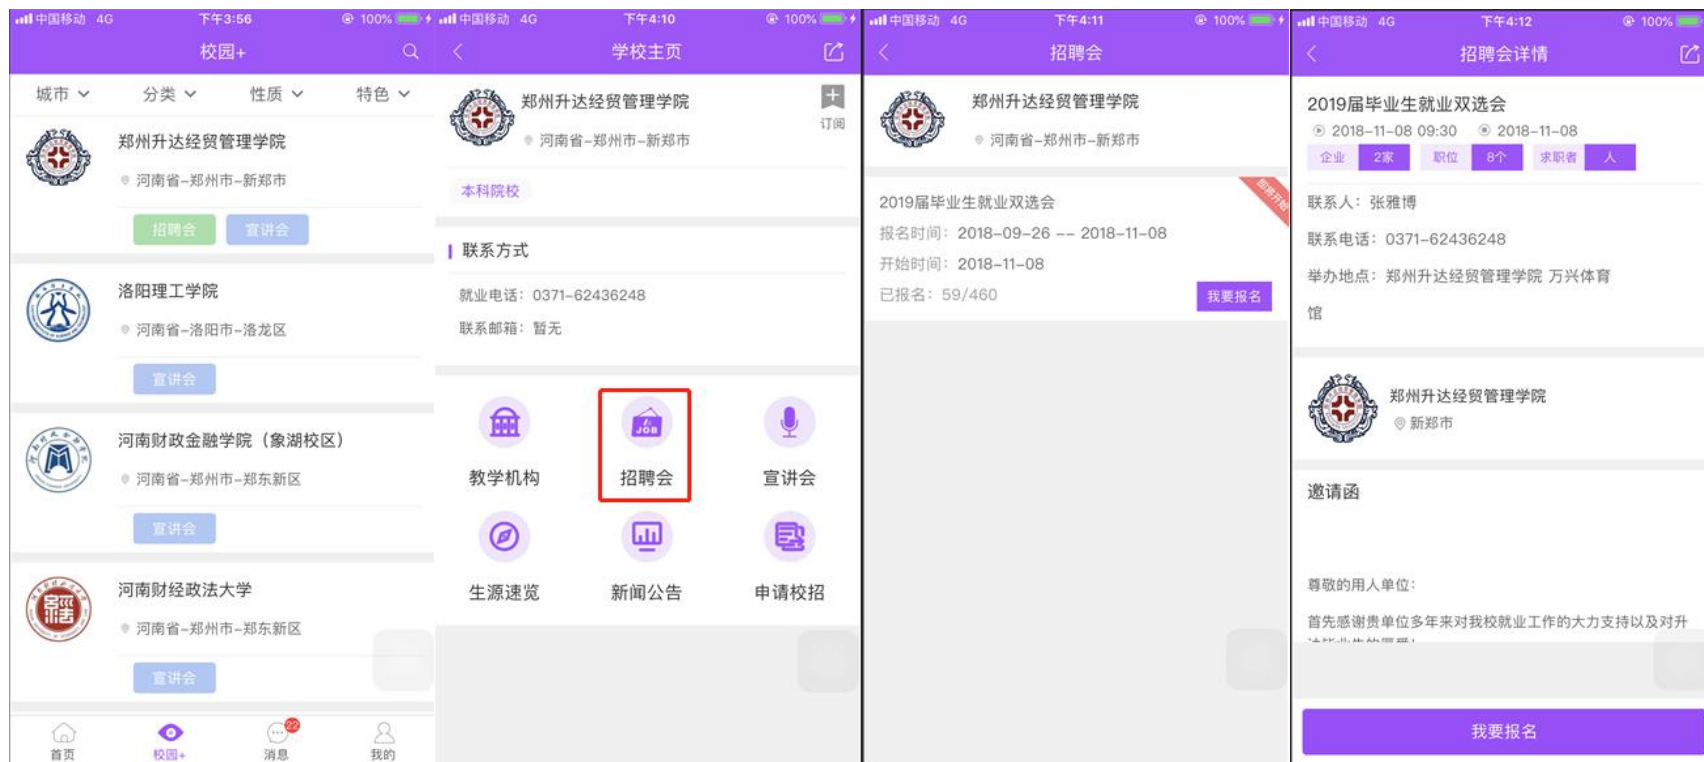 中国移动 4G 下午3:56 100%
校园+
城市 分类 性质 特色
郑州升达经贸管理学院
河南省-郑州市-新郑市
招聘会 宣讲会
洛阳理工学院
河南省-洛阳市-洛龙区
宣讲会
河南财政金融学院（象湖校区）
河南省-郑州市-郑东新区
宣讲会
河南财经政法大学
河南省-郑州市-郑东新区
宣讲会
22
首页 校园+ 消息 我的
中国移动 4G 下午4:10 100%
学校主页
郑州升达经贸管理学院
订阅
河南省-郑州市-新郑市
本科院校
联系方式
就业电话：0371-62436248
联系邮箱：暂无
JOB
教学机构 招聘会 宣讲会
生源速览 新闻公告 申请校招
中国移动 4G 下午4:11 100%
招聘会
郑州升达经贸管理学院
河南省-郑州市-新郑市
即将开始
2019届毕业生就业双选会
报名时间：2018-09-26 -- 2018-11-08
开始时间：2018-11-08
已报名：59/460
我要报名
中国移动 4G 下午4:12 100%
招聘会详情
2019届毕业生就业双选会
2018-11-08 09:30 2018-11-08
企业 2家 职位 8个 求职者 人
联系人：张雅博
联系电话：0371-62436248
举办地点：郑州升达经贸管理学院 万兴体育
馆
郑州升达经贸管理学院
新郑市
邀请函
尊敬的用人单位：
首先感谢贵单位多年来对我校就业工作的大力支持以及对升
我要报名